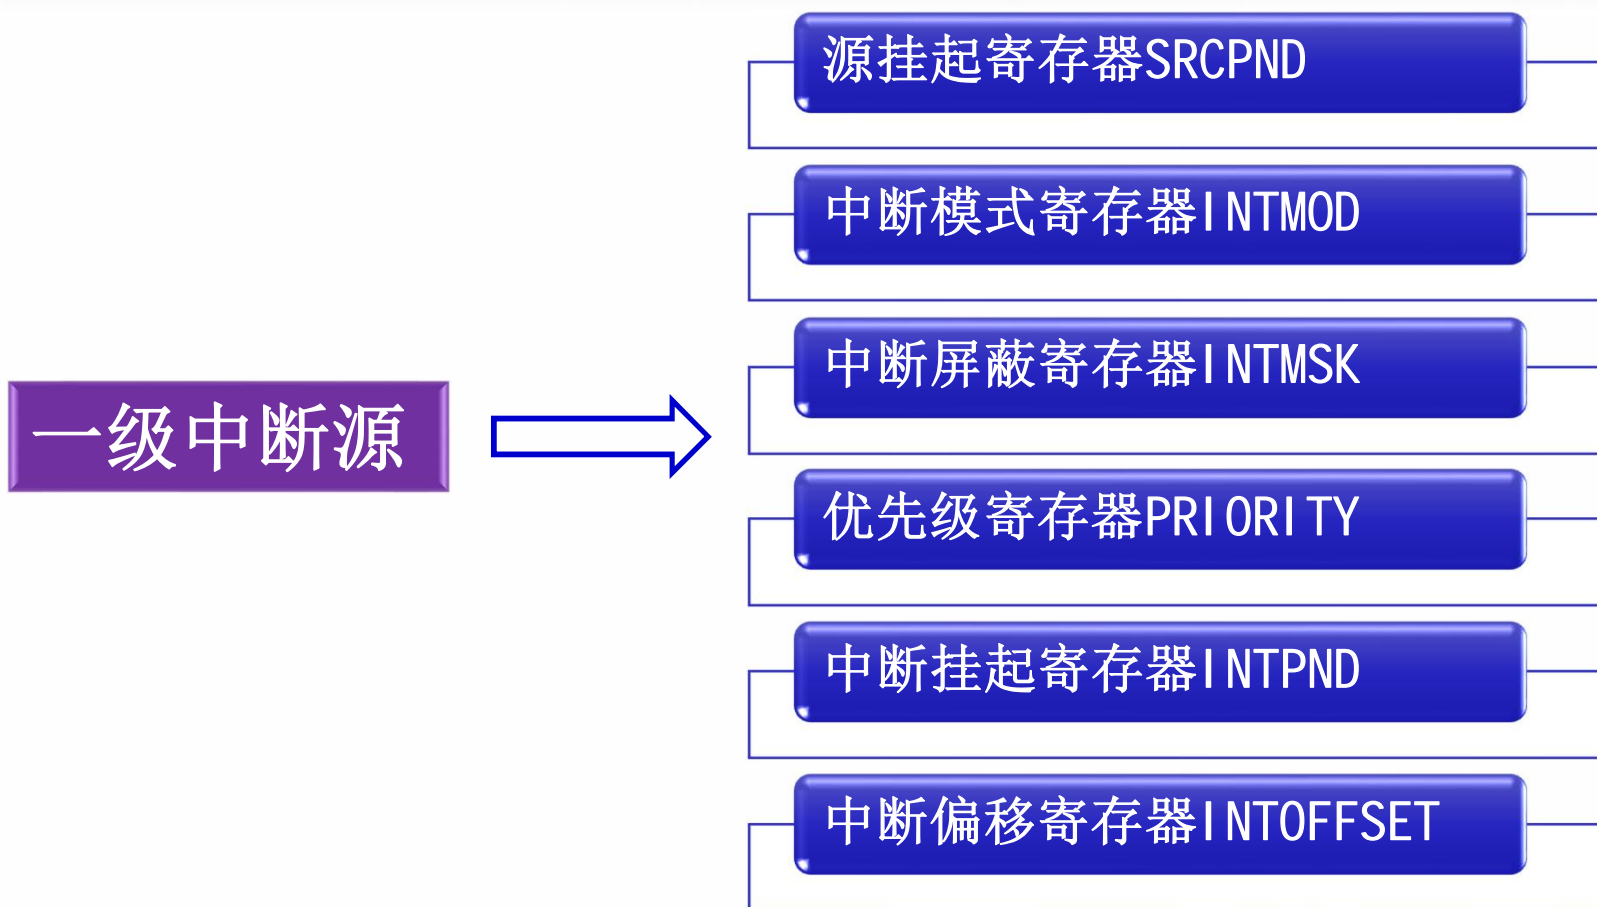 源挂起寄存器SRCPND
中断模式寄存器INTMOD
中断屏蔽寄存器INTMSK
一级中断源
优先级寄存器PRIORITY
中断挂起寄存器INTPND
中断偏移寄存器INTOFFSET